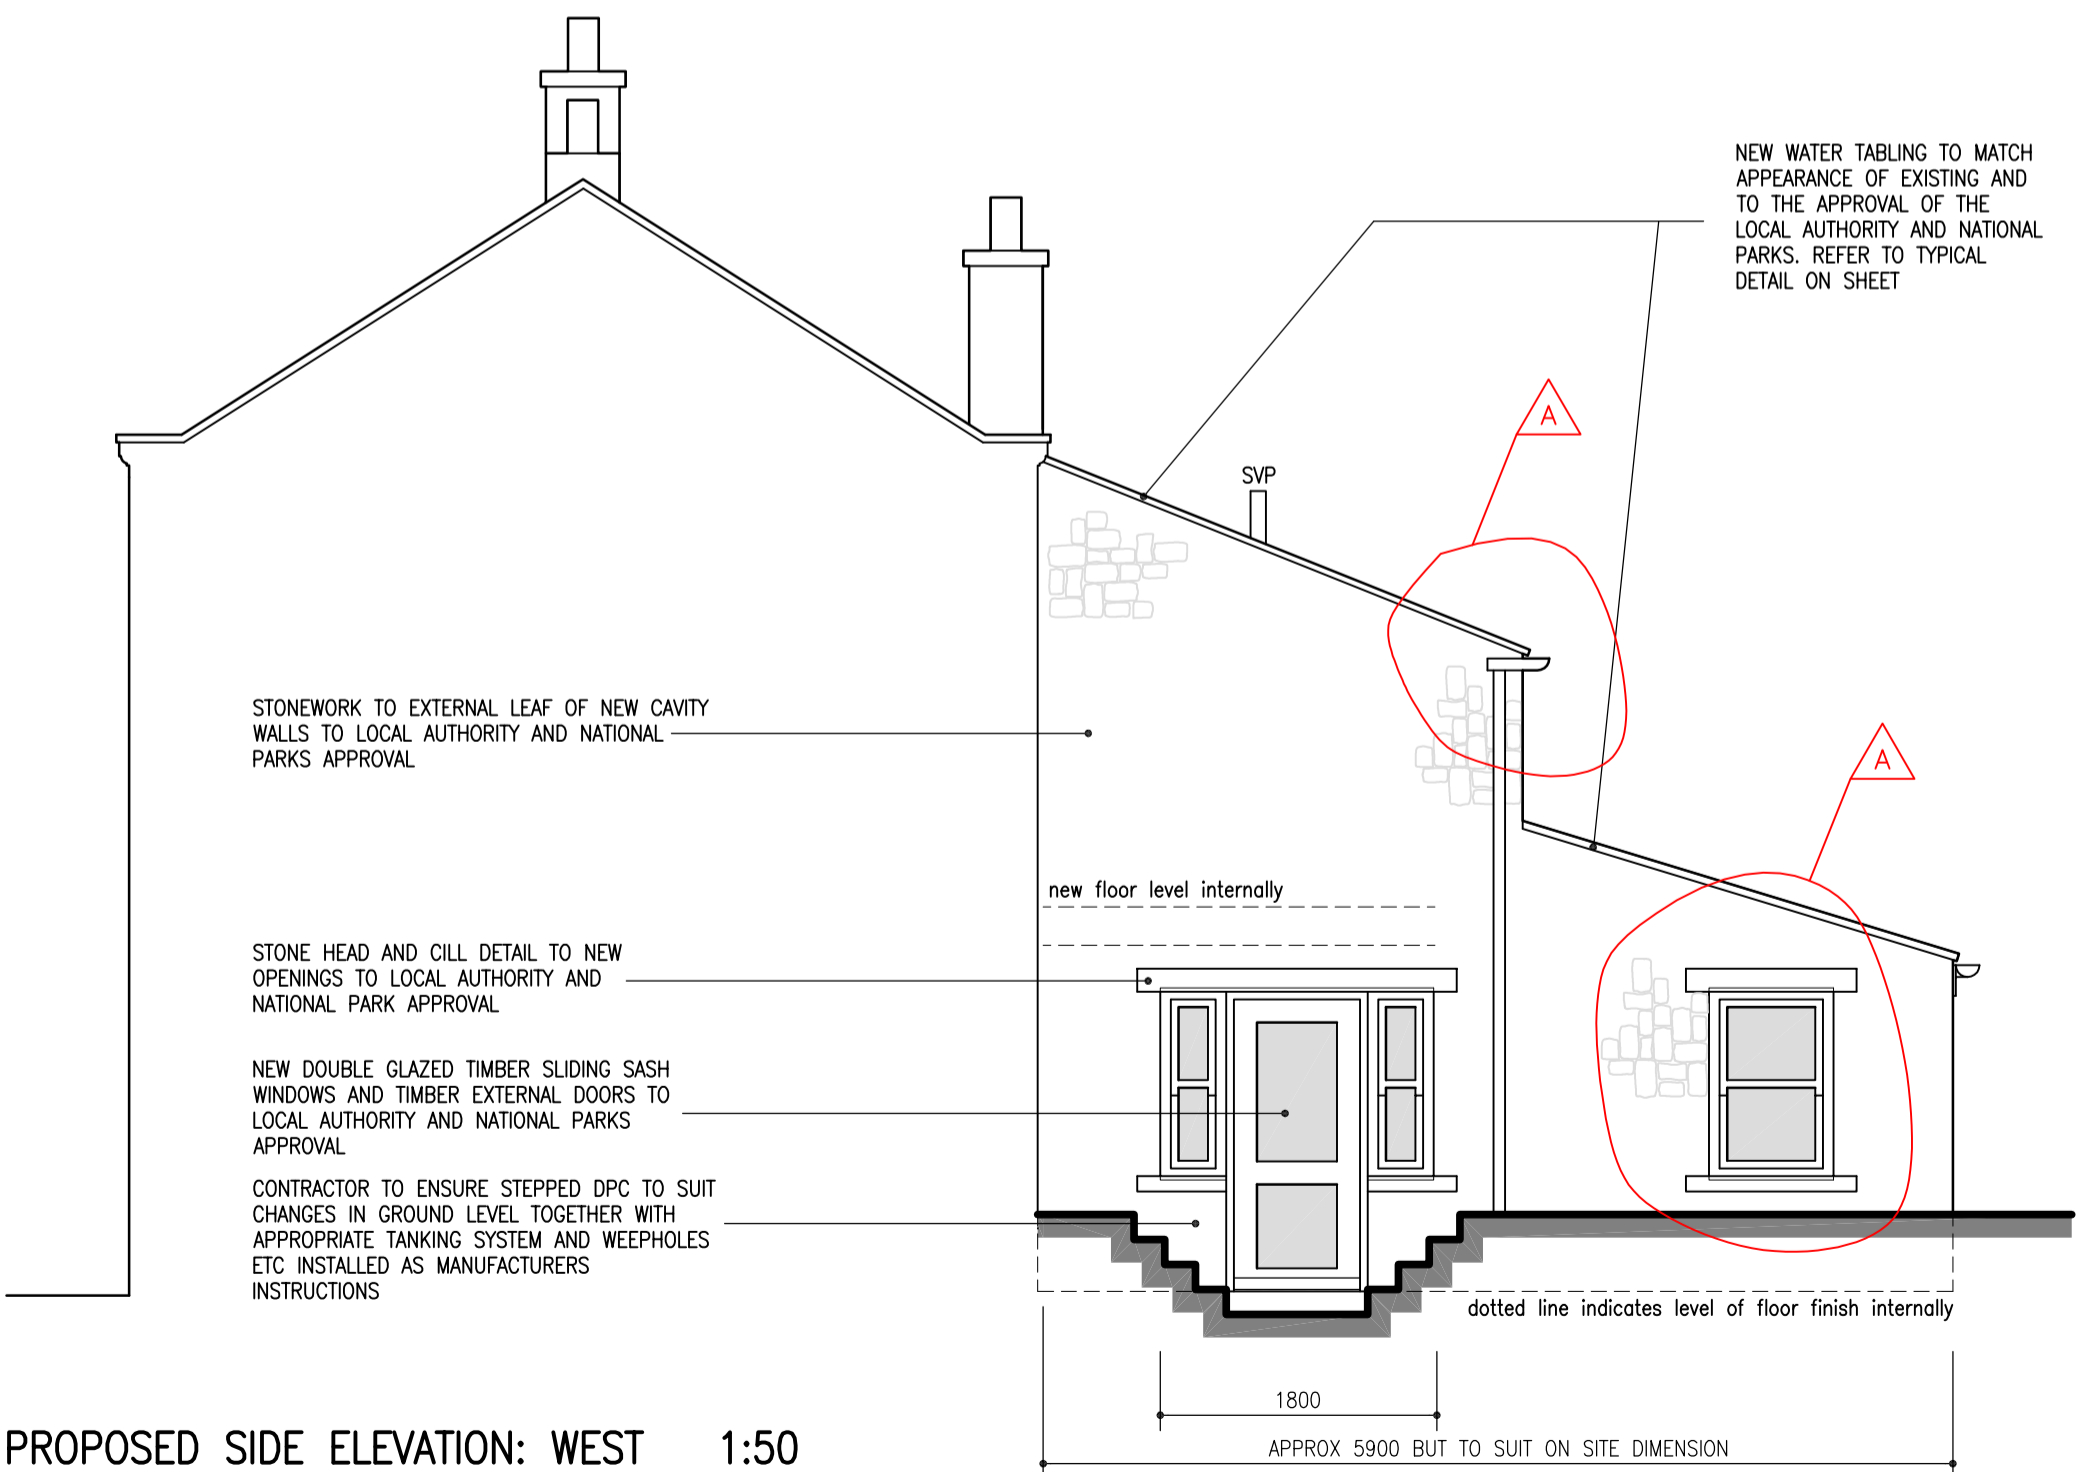 NEW WATER TABLING TO MATCH
APPEARANCE OF EXISTING AND
TO THE APPROVAL OF THE
LOCAL AUTHORITY AND NATIONAL
PARKS. REFER TO TYPICAL
DETAIL ON SHEET
A
SVP
STONEWORK TO EXTERNAL LEAF OF NEW CAVITY
WALLS TO LOCAL AUTHORITY AND NATIONAL
PARKS APPROVAL
A
new floor level internally
STONE HEAD AND CILL DETAIL TO NEW
OPENINGS TO LOCAL AUTHORITY AND
NATIONAL PARK APPROVAL
NEW DOUBLE GLAZED TIMBER SLIDING SASH
WINDOWS AND TIMBER EXTERNAL DOORS TO
LOCAL AUTHORITY AND NATIONAL PARKS
APPROVAL
CONTRACTOR TO ENSURE STEPPED DPC TO SUIT
CHANGES IN GROUND LEVEL TOGETHER WITH
APPROPRIATE TANKING SYSTEM AND WEEPHOLES
ETC INSTALLED AS MANUFACTURERS
INSTRUCTIONS
dotted line indicates level of floor finish internally
1800
APPROX 5900 BUT TO SUIT ON SITE DIMENSION
PROPOSED SIDE ELEVATION: WEST 1:50